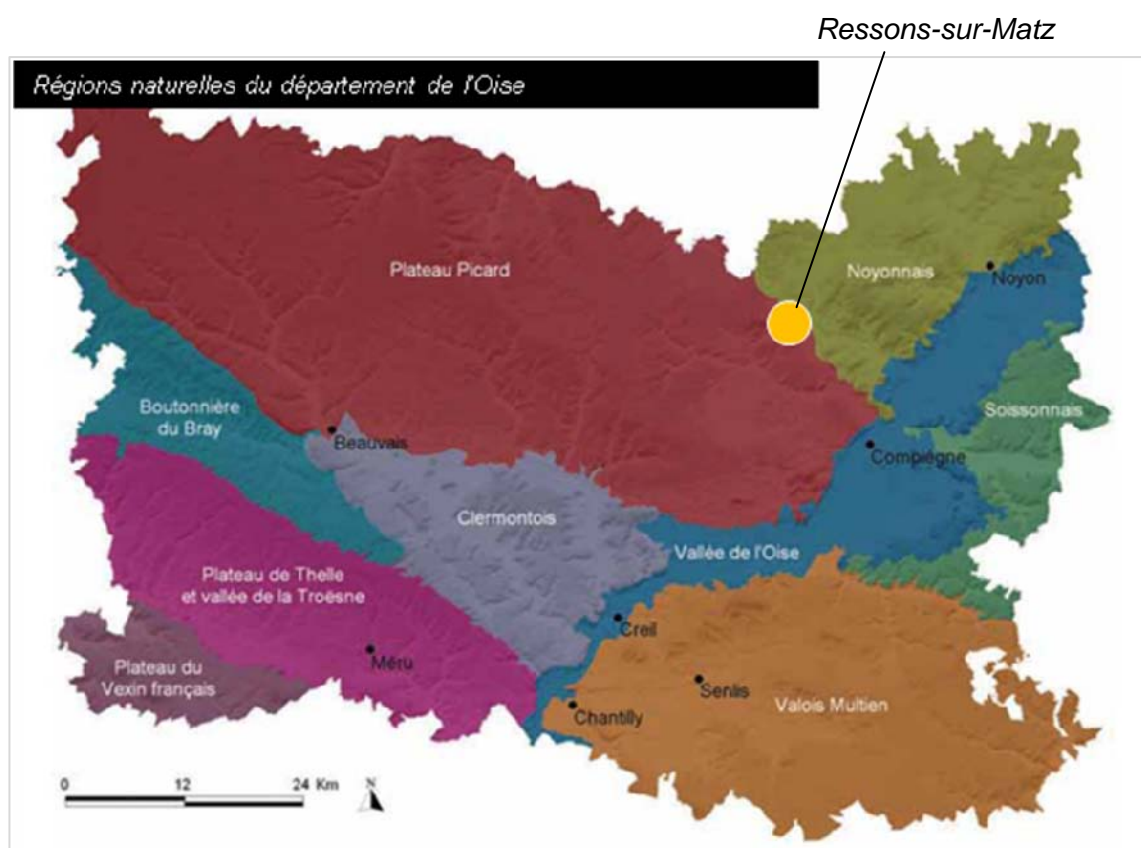 Ressons-sur-Matz
Régions naturelles du département de l'Oise
Plateau Picard
Noyonnais
Noyon
Boutonnière
du Bray
Beauvais
Soissonnais
Compiègne
Clermontois
Vallée de l'Oise
Plateau de Thelle
et vallée de la Troësne
Creil
Méru
Plateau du
Vexin français
Senlis
Chantilly
Valois Multien
0 12 24 Km
N